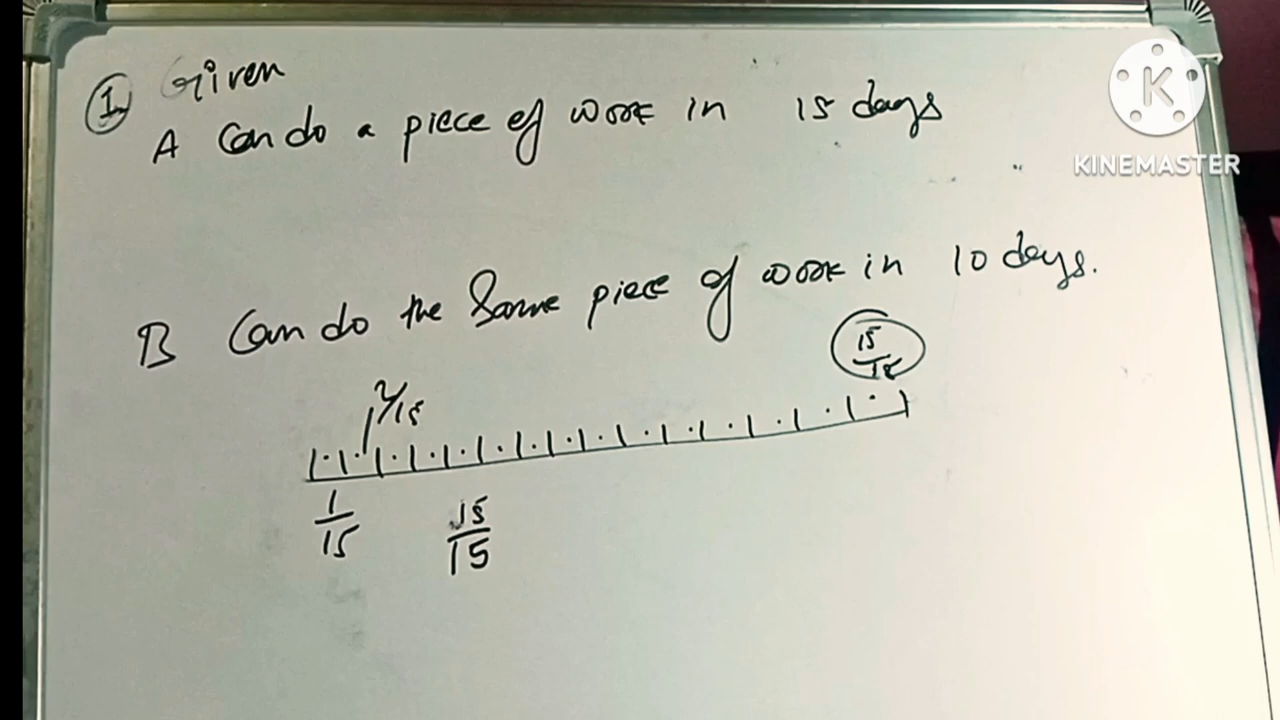 ① Given
A Can do a piece of work in 15 days
K
KINEMASTER
B Can do the Same piece of work in 10 days.
15/15
2/15
1/15
15/15